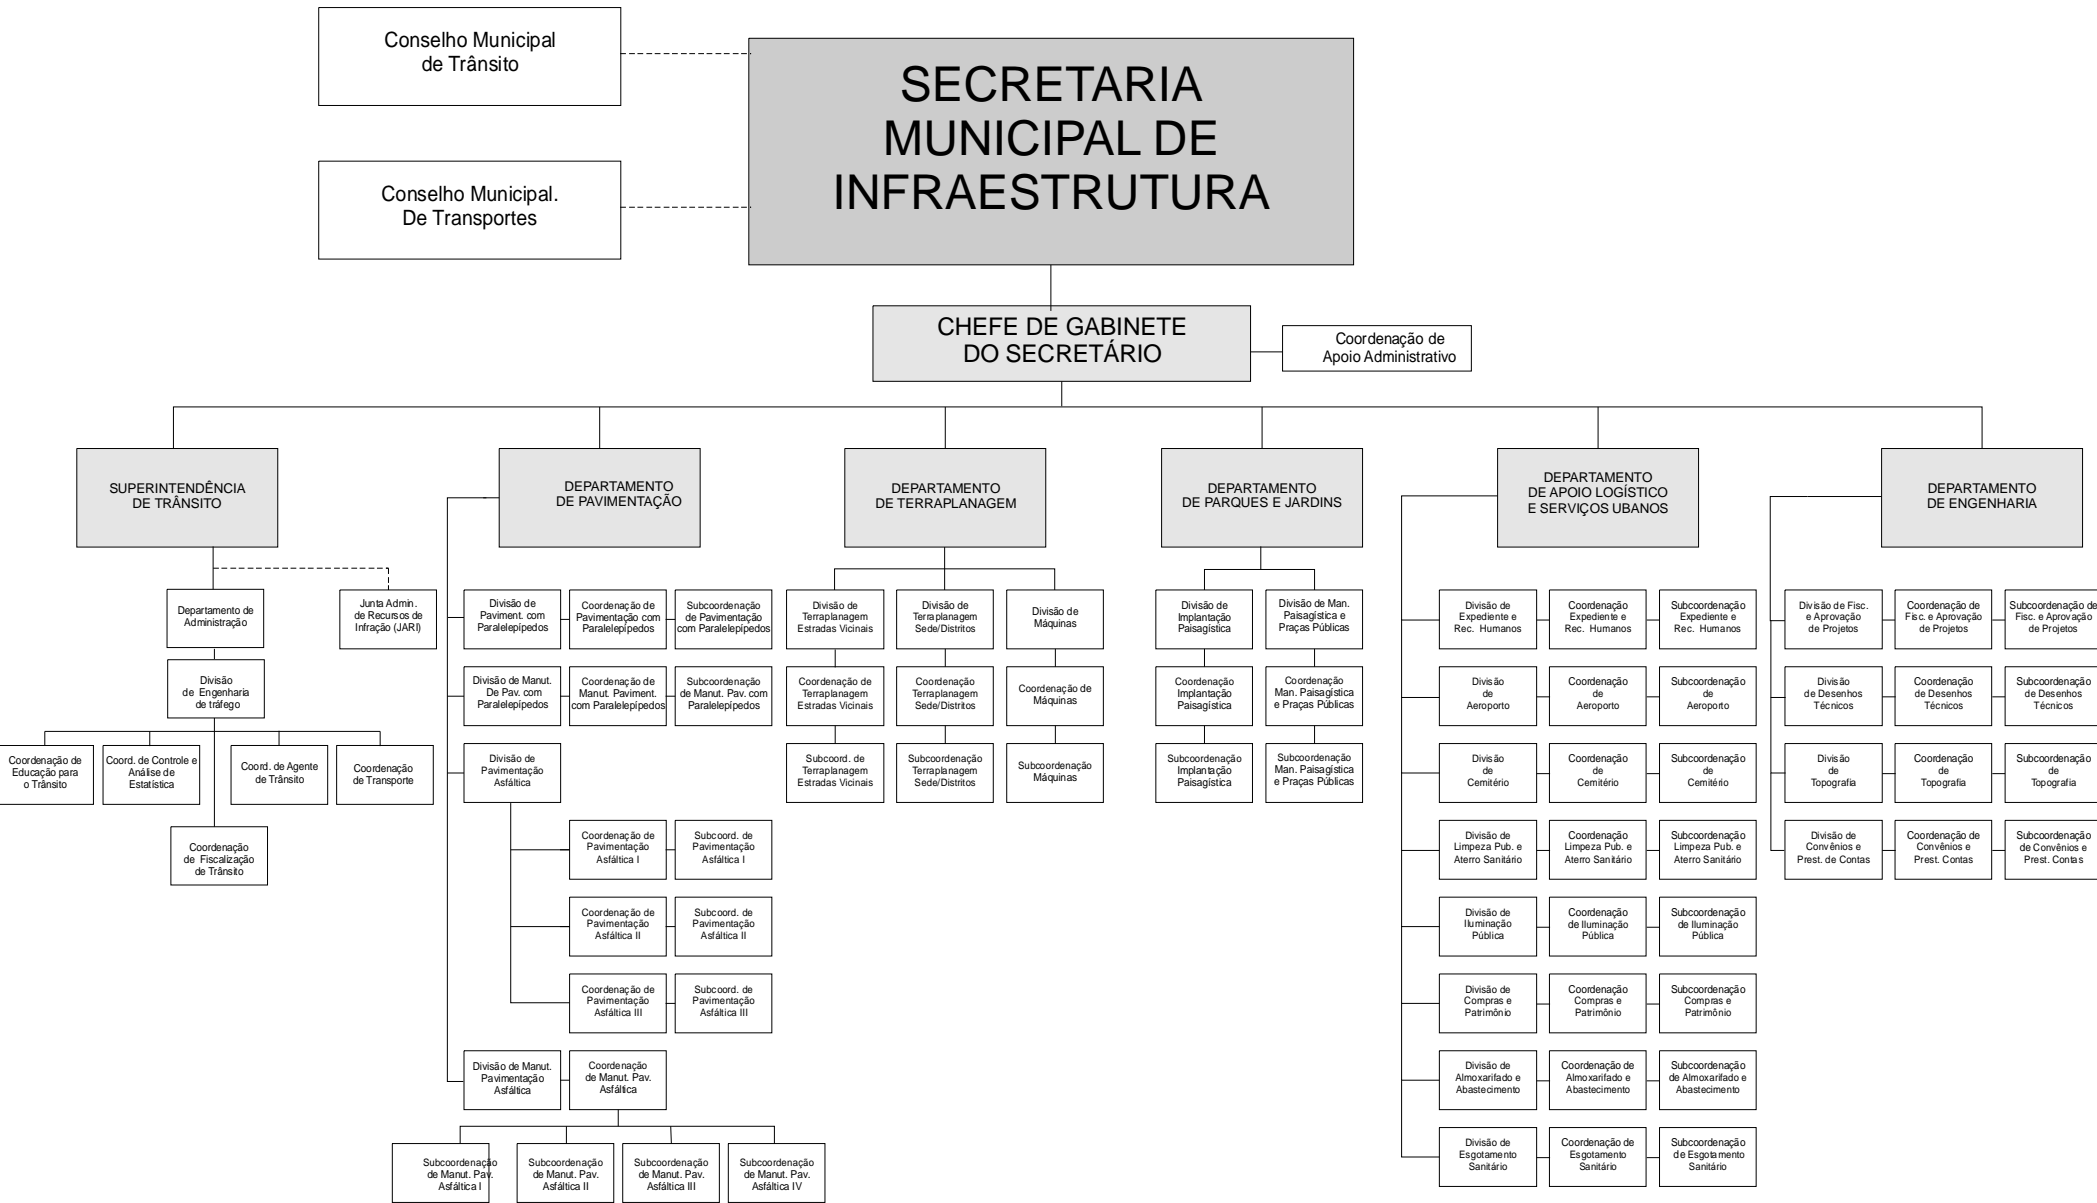 Conselho Municipal
de Trânsito
SECRETARIA
MUNICIPAL DE
INFRAESTRUTURA
Conselho Municipal.
De Transportes
CHEFE DE GABINETE
DO SECRETÁRIO
Coordenação de
Apoio Administrativo
SUPERINTENDÊNCIA
DE TRÂNSITO
DEPARTAMENTO
DE PAVIMENTAÇÃO
DEPARTAMENTO
DE TERRAPLANAGEM
DEPARTAMENTO
DE PARQUES E JARDINS
DEPARTAMENTO
DE APOIO LOGÍSTICO
E SERVIÇOS UBANOS
DEPARTAMENTO
DE ENGENHARIA
Departamento de
Administração
Junta Admin.
de Recursos de
Infração (JARI)
Divisão
de Engenharia
de tráfego
Coordenação de
Educação para
o Trânsito
Coord. de Controle e
Análise de
Estatística
Coord. de Agente
de Trânsito
Coordenação
de Transporte
Coordenação
de Fiscalização
de Trânsito
Divisão de
Paviment. com
Paralelepípedos
Coordenação de
Pavimentação com
Paralelepípedos
Subcoordenação
de Pavimentação
com Paralelepípedos
Divisão de Manut.
De Pav. com
Paralelepípedos
Coordenação de
Manut. Paviment.
com Paralelepípedos
Subcoordenação
de Manut. Pav. com
Paralelepípedos
Divisão de
Pavimentação
Asfáltica
Coordenação de
Pavimentação
Asfáltica I
Subcoord. de
Pavimentação
Asfáltica I
Coordenação de
Pavimentação
Asfáltica II
Subcoord. de
Pavimentação
Asfáltica II
Coordenação de
Pavimentação
Asfáltica III
Subcoord. de
Pavimentação
Asfáltica III
Divisão de Manut.
Pavimentação
Asfáltica
Coordenação
de Manut. Pav.
Asfáltica
Subcoordenação
de Manut. Pav.
Asfáltica I
Subcoordenação
de Manut. Pav.
Asfáltica II
Subcoordenação
de Manut. Pav.
Asfáltica III
Subcoordenação
de Manut. Pav.
Asfáltica IV
Divisão de
Terraplanagem
Estradas Vicinais
Divisão de
Terraplanagem
Sede/Distritos
Divisão de
Máquinas
Coordenação de
Terraplanagem
Estradas Vicinais
Coordenação
Terraplanagem
Sede/Distritos
Coordenação de
Máquinas
Subcoord. de
Terraplanagem
Estradas Vicinais
Subcoordenação
Terraplanagem
Sede/Distritos
Subcoordenação
Máquinas
Divisão de
Implantação
Paisagística
Divisão de Man.
Paisagística e
Praças Públicas
Coordenação
Implantação
Paisagística
Coordenação
Man. Paisagística
e Praças Públicas
Subcoordenação
Implantação
Paisagística
Subcoordenação
Man. Paisagística
e Praças Públicas
Divisão de
Expediente e
Rec. Humanos
Coordenação
Expediente e
Rec. Humanos
Subcoordenação
Expediente e
Rec. Humanos
Divisão
de
Aeroporto
Coordenação
de
Aeroporto
Subcoordenação
de
Aeroporto
Divisão
de
Cemitério
Coordenação
de
Cemitério
Subcoordenação
de
Cemitério
Divisão de
Limpeza Pub. e
Aterro Sanitário
Coordenação
Limpeza Pub. e
Aterro Sanitário
Subcoordenação
Limpeza Pub. e
Aterro Sanitário
Divisão de
Iluminação
Pública
Coordenação
de Iluminação
Pública
Subcoordenação
de Iluminação
Pública
Divisão de
Compras e
Patrimônio
Coordenação
Compras e
Patrimônio
Subcoordenação
Compras e
Patrimônio
Divisão de
Almoxarifado e
Abastecimento
Coordenação de
Almoxarifado e
Abastecimento
Subcoordenação
de Almoxarifado e
Abastecimento
Divisão de
Esgotamento
Sanitário
Coordenação de
Esgotamento
Sanitário
Subcoordenação
de Esgotamento
Sanitário
Divisão de Fisc.
e Aprovação
de Projetos
Coordenação de
Fisc. e Aprovação
de Projetos
Subcoordenação de
Fisc. e Aprovação
de Projetos
Divisão
de Desenhos
Técnicos
Coordenação
de Desenhos
Técnicos
Subcoordenação
de Desenhos
Técnicos
Divisão
de
Topografia
Coordenação
de
Topografia
Subcoordenação
de
Topografia
Divisão de
Convênios e
Prest. de Contas
Coordenação de
Convênios e
Prest. Contas
Subcoordenação
de Convênios e
Prest. Contas